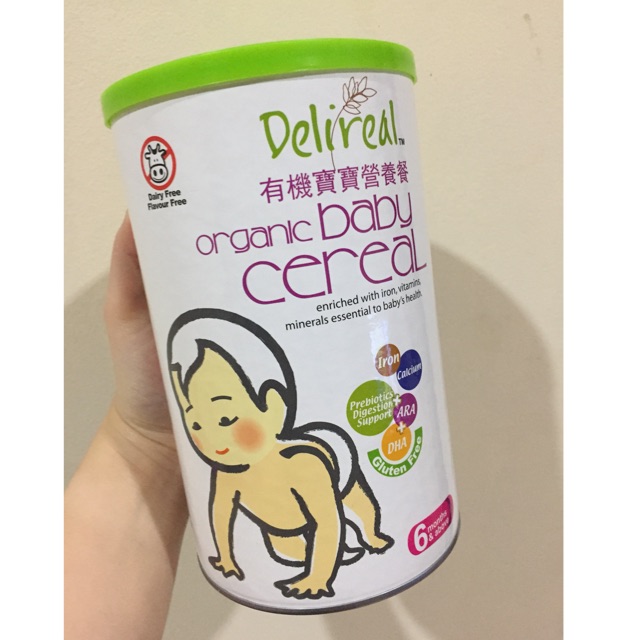 Delireal™
有機寶寶營養餐
organic baby
cereal
enriched with iron, vitamins,
minerals essential to baby's health.
Dairy Free
Flavour Free
Iron
Calcium
Prebiotics
Digestion
Support
+
ARA
+
DHA
Gluten Free
6 months
& above